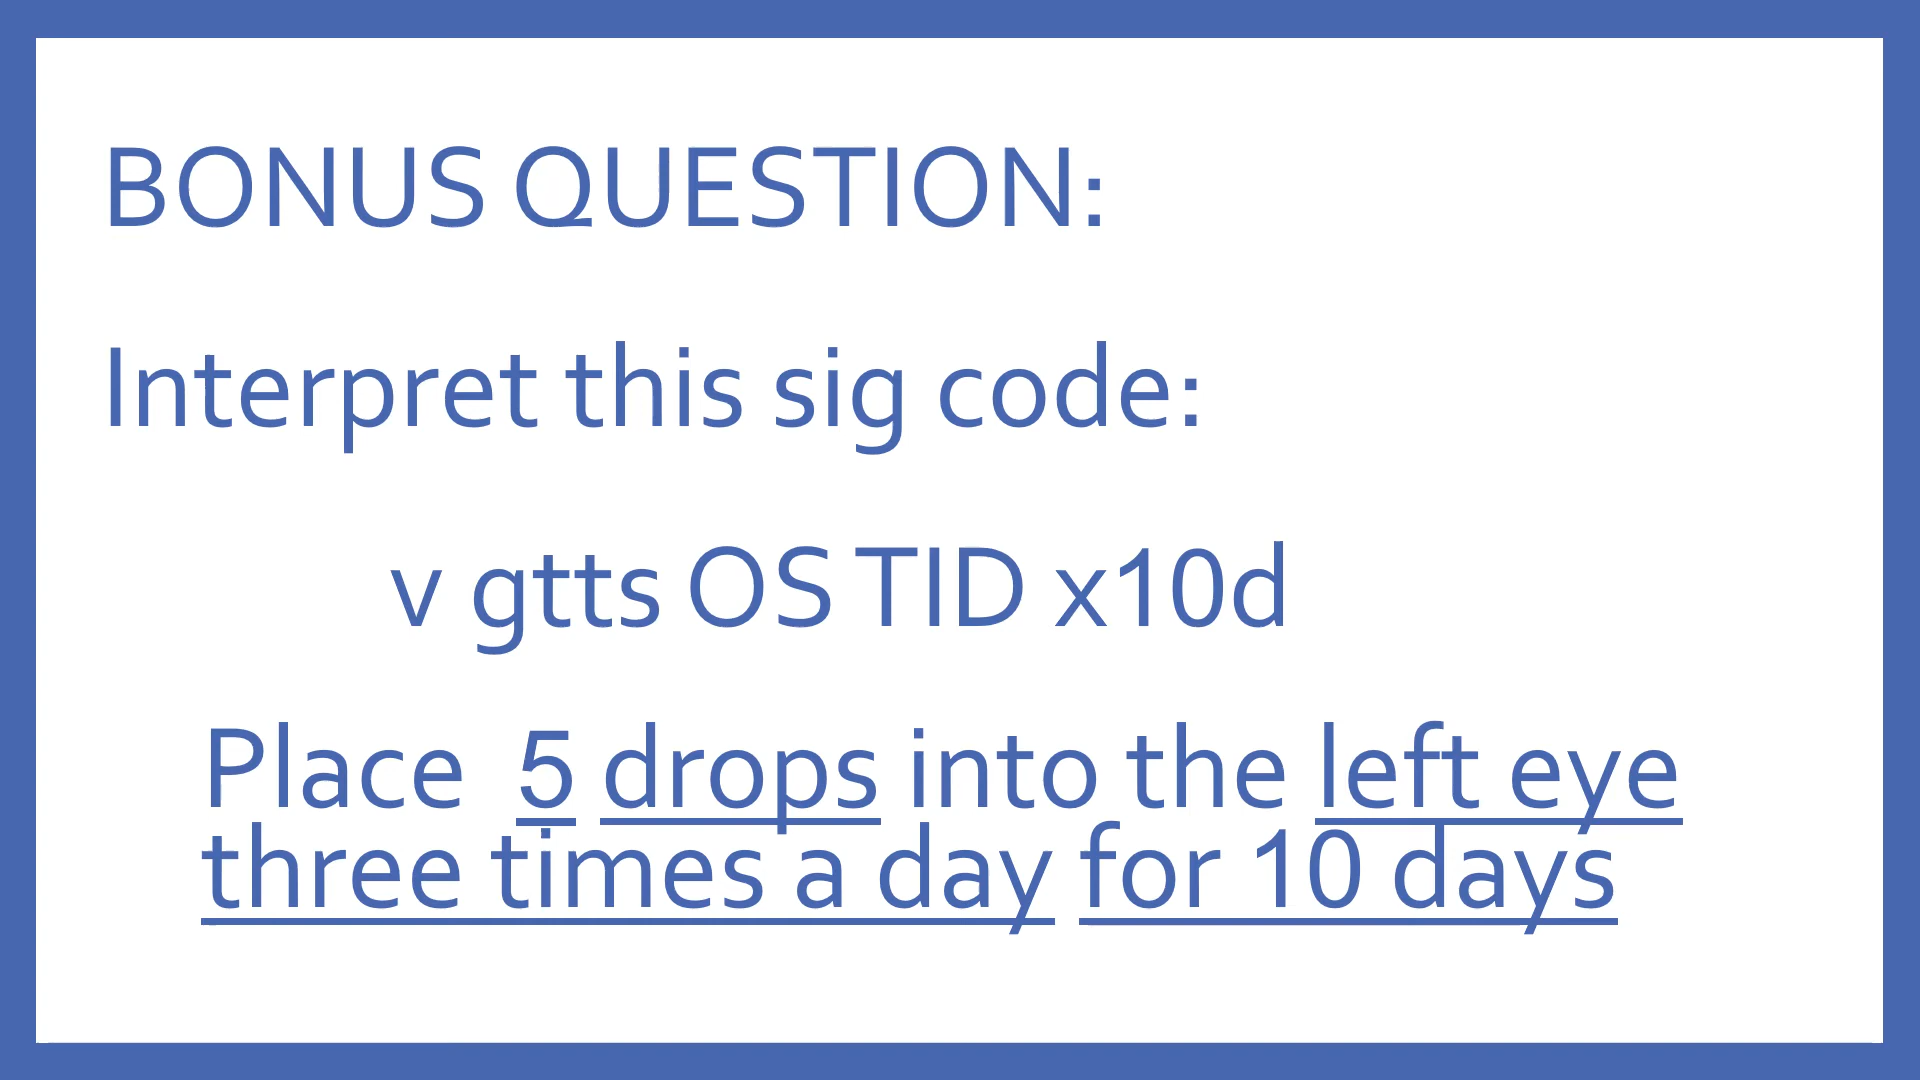 BONUS QUESTION:
Interpret this sig code:
v gtts OS TID x10d
Place 5 drops into the left eye
three times a day for 10 days